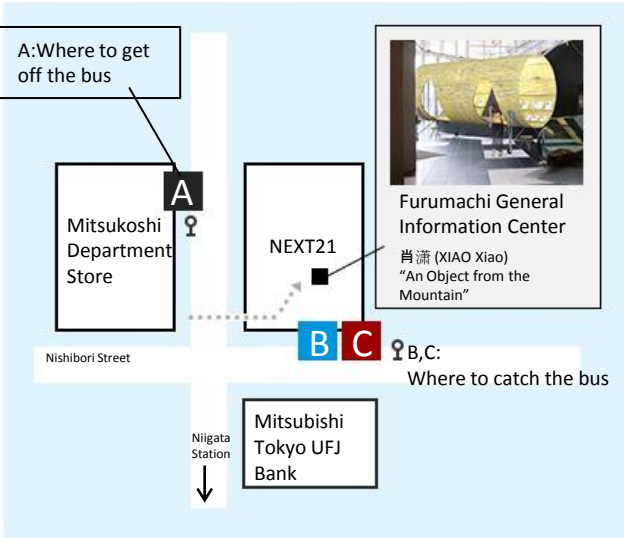 A:Where to get
off the bus
A
Mitsukoshi
Department
Store
NEXT21
Furumachi General
Information Center
肖潇 (XIAO Xiao)
“An Object from the
Mountain”
B
C
B,C:
Where to catch the bus
Nishibori Street
Mitsubishi
Tokyo UFJ
Bank
Niigata
Station